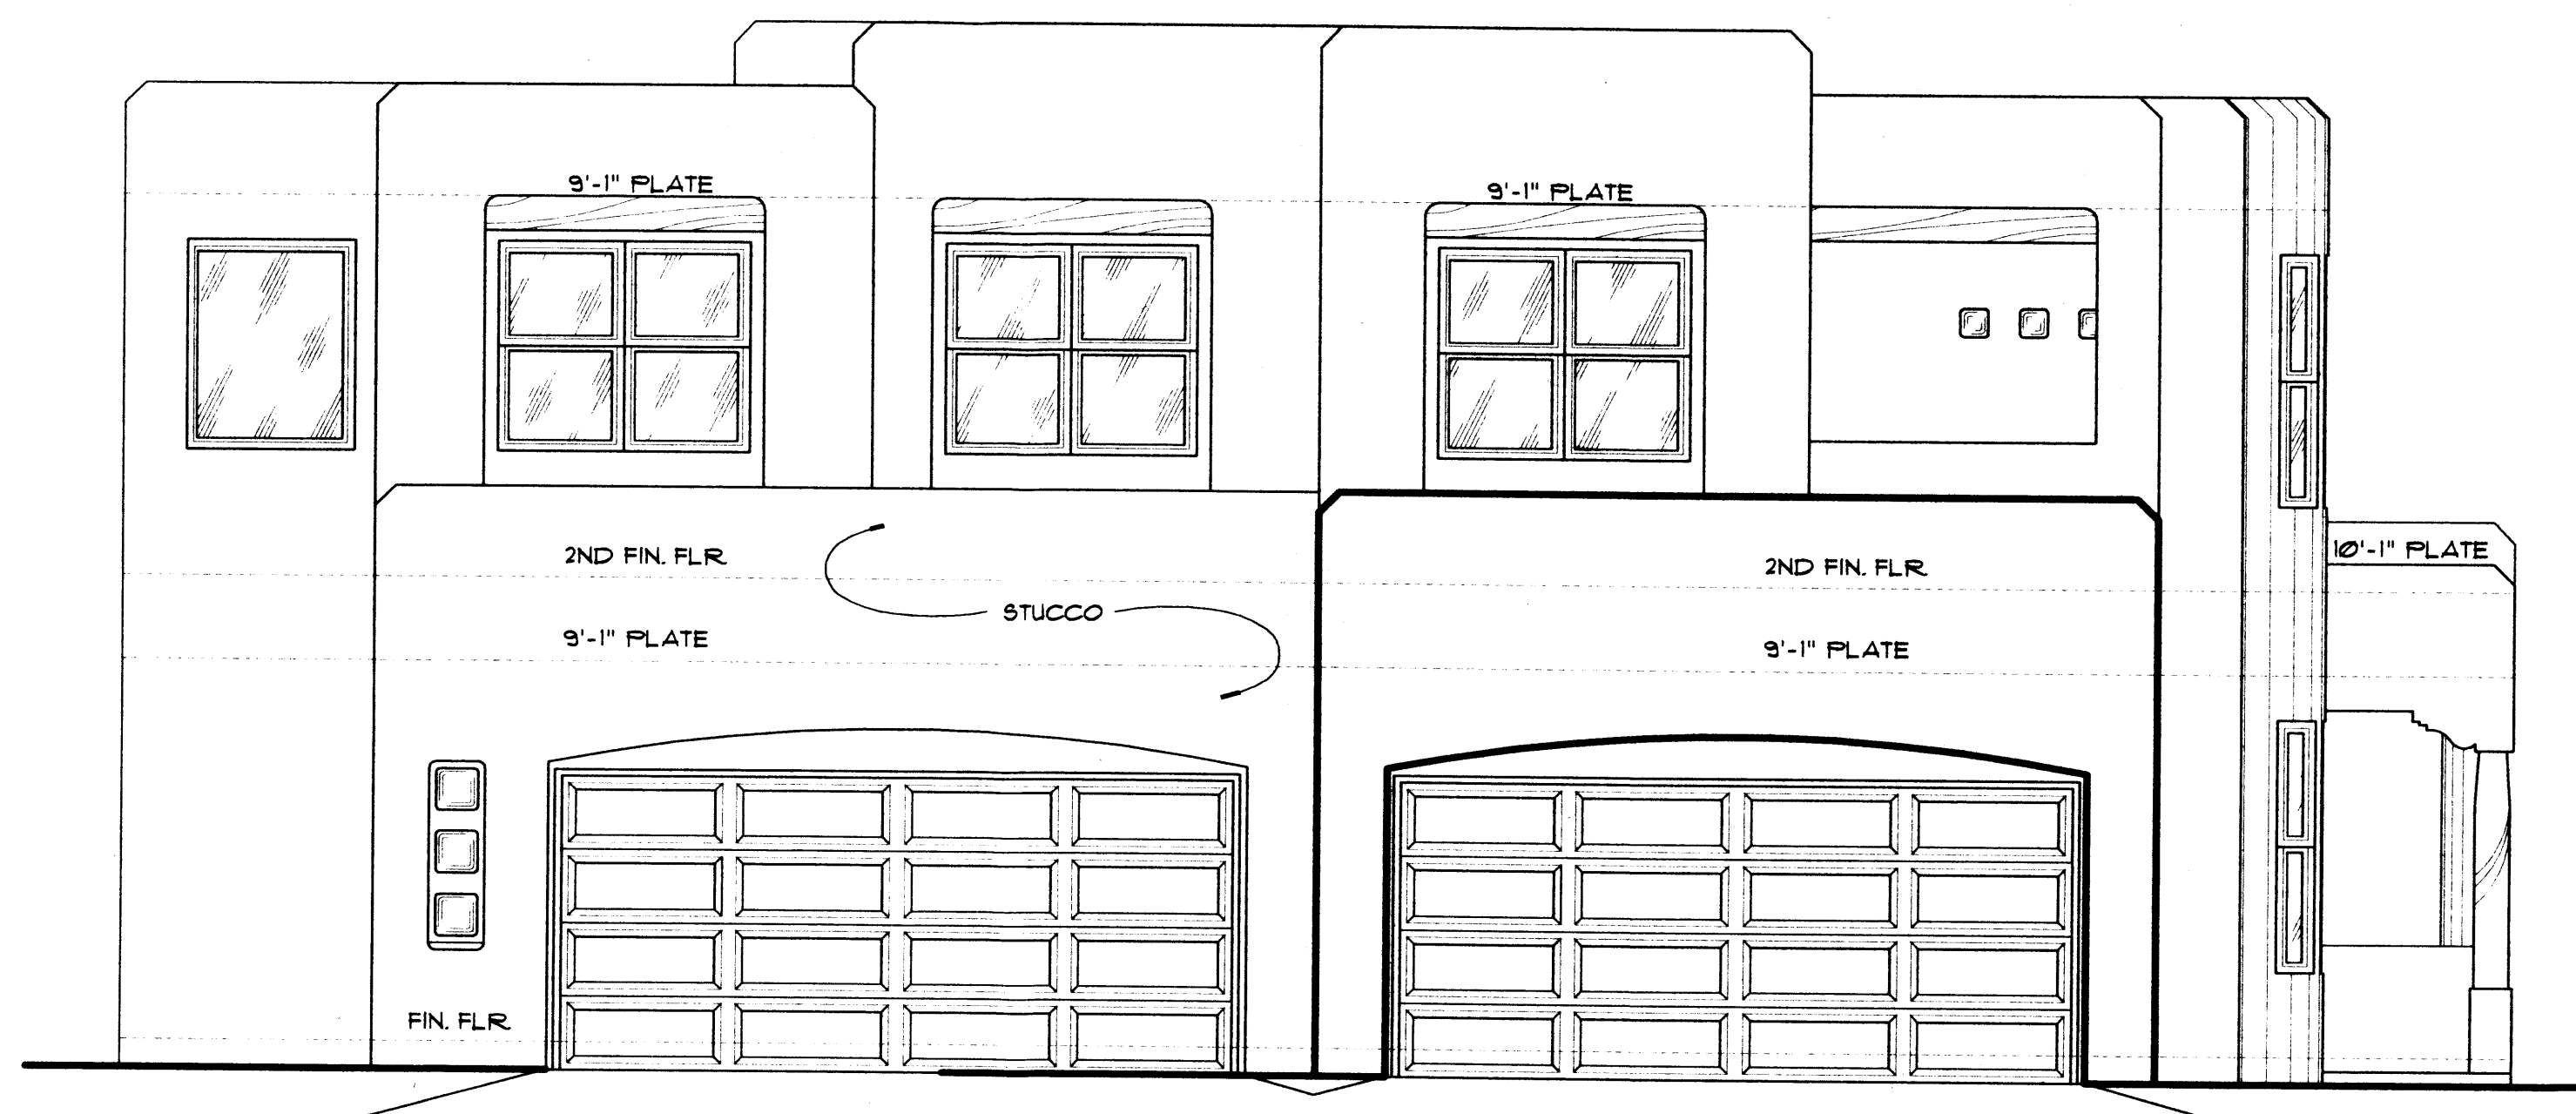 9'-1" PLATE
9'-1" PLATE
10'-1" PLATE
2ND FIN. FLR
2ND FIN. FLR
STUCCO
9'-1" PLATE
9'-1" PLATE
FIN. FLR